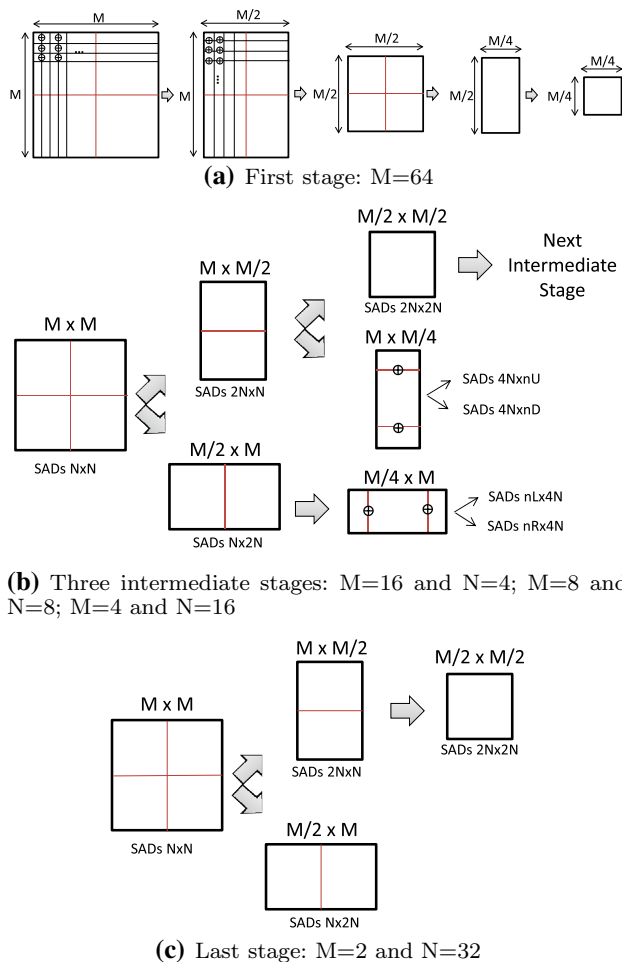 M
M/2
M/2
M/4
M/4
M
M
M/2
M/2
M/4
...
...
(a) First stage: M=64
M/2 x M/2
SADs 2Nx2N
Next
Intermediate
Stage
M x M/2
SADs 2NxN
M x M
SADs NxN
M x M/4
SADs 4NxnU
SADs 4NxnD
M/2 x M
SADs Nx2N
M/4 x M
SADs nLx4N
SADs nRx4N
(b) Three intermediate stages: M=16 and N=4; M=8 and
N=8; M=4 and N=16
M x M
SADs NxN
M x M/2
SADs 2NxN
M/2 x M/2
SADs 2Nx2N
M/2 x M
SADs Nx2N
(c) Last stage: M=2 and N=32